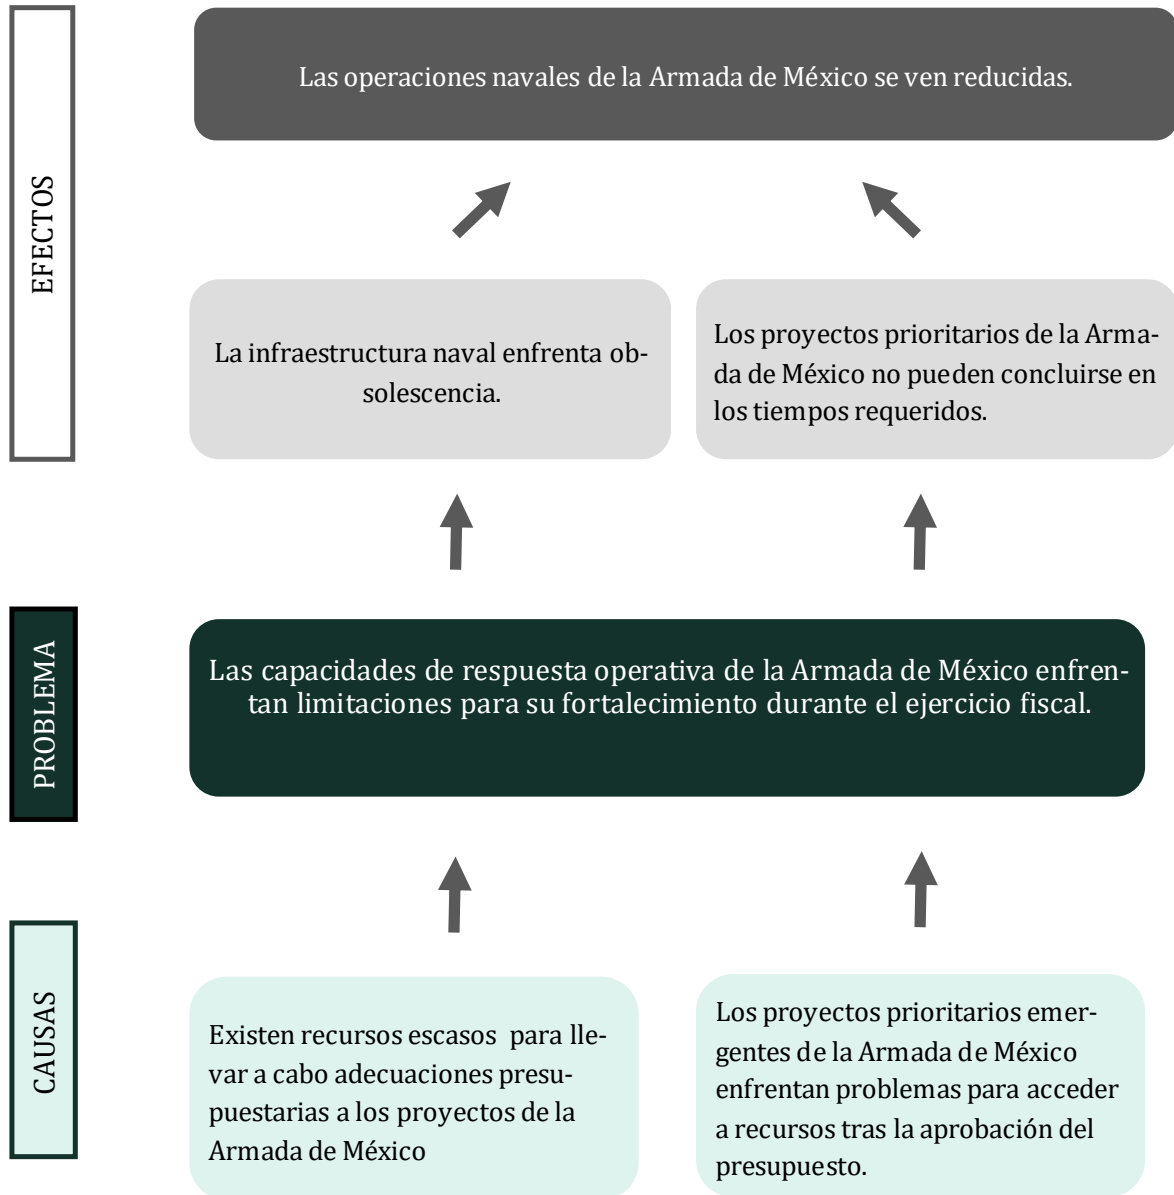 EFECTOS
Las operaciones navales de la Armada de México se ven reducidas.
La infraestructura naval enfrenta ob-
solescencia.
Los proyectos prioritarios de la Arma-
da de México no pueden concluirse en
los tiempos requeridos.
PROBLEMA
Las capacidades de respuesta operativa de la Armada de México enfren-
tan limitaciones para su fortalecimiento durante el ejercicio fiscal.
CAUSAS
Existen recursos escasos para lle-
var a cabo adecuaciones presu-
puestarias a los proyectos de la
Armada de México
Los proyectos prioritarios emer-
gentes de la Armada de México
enfrentan problemas para acceder
a recursos tras la aprobación del
presupuesto.